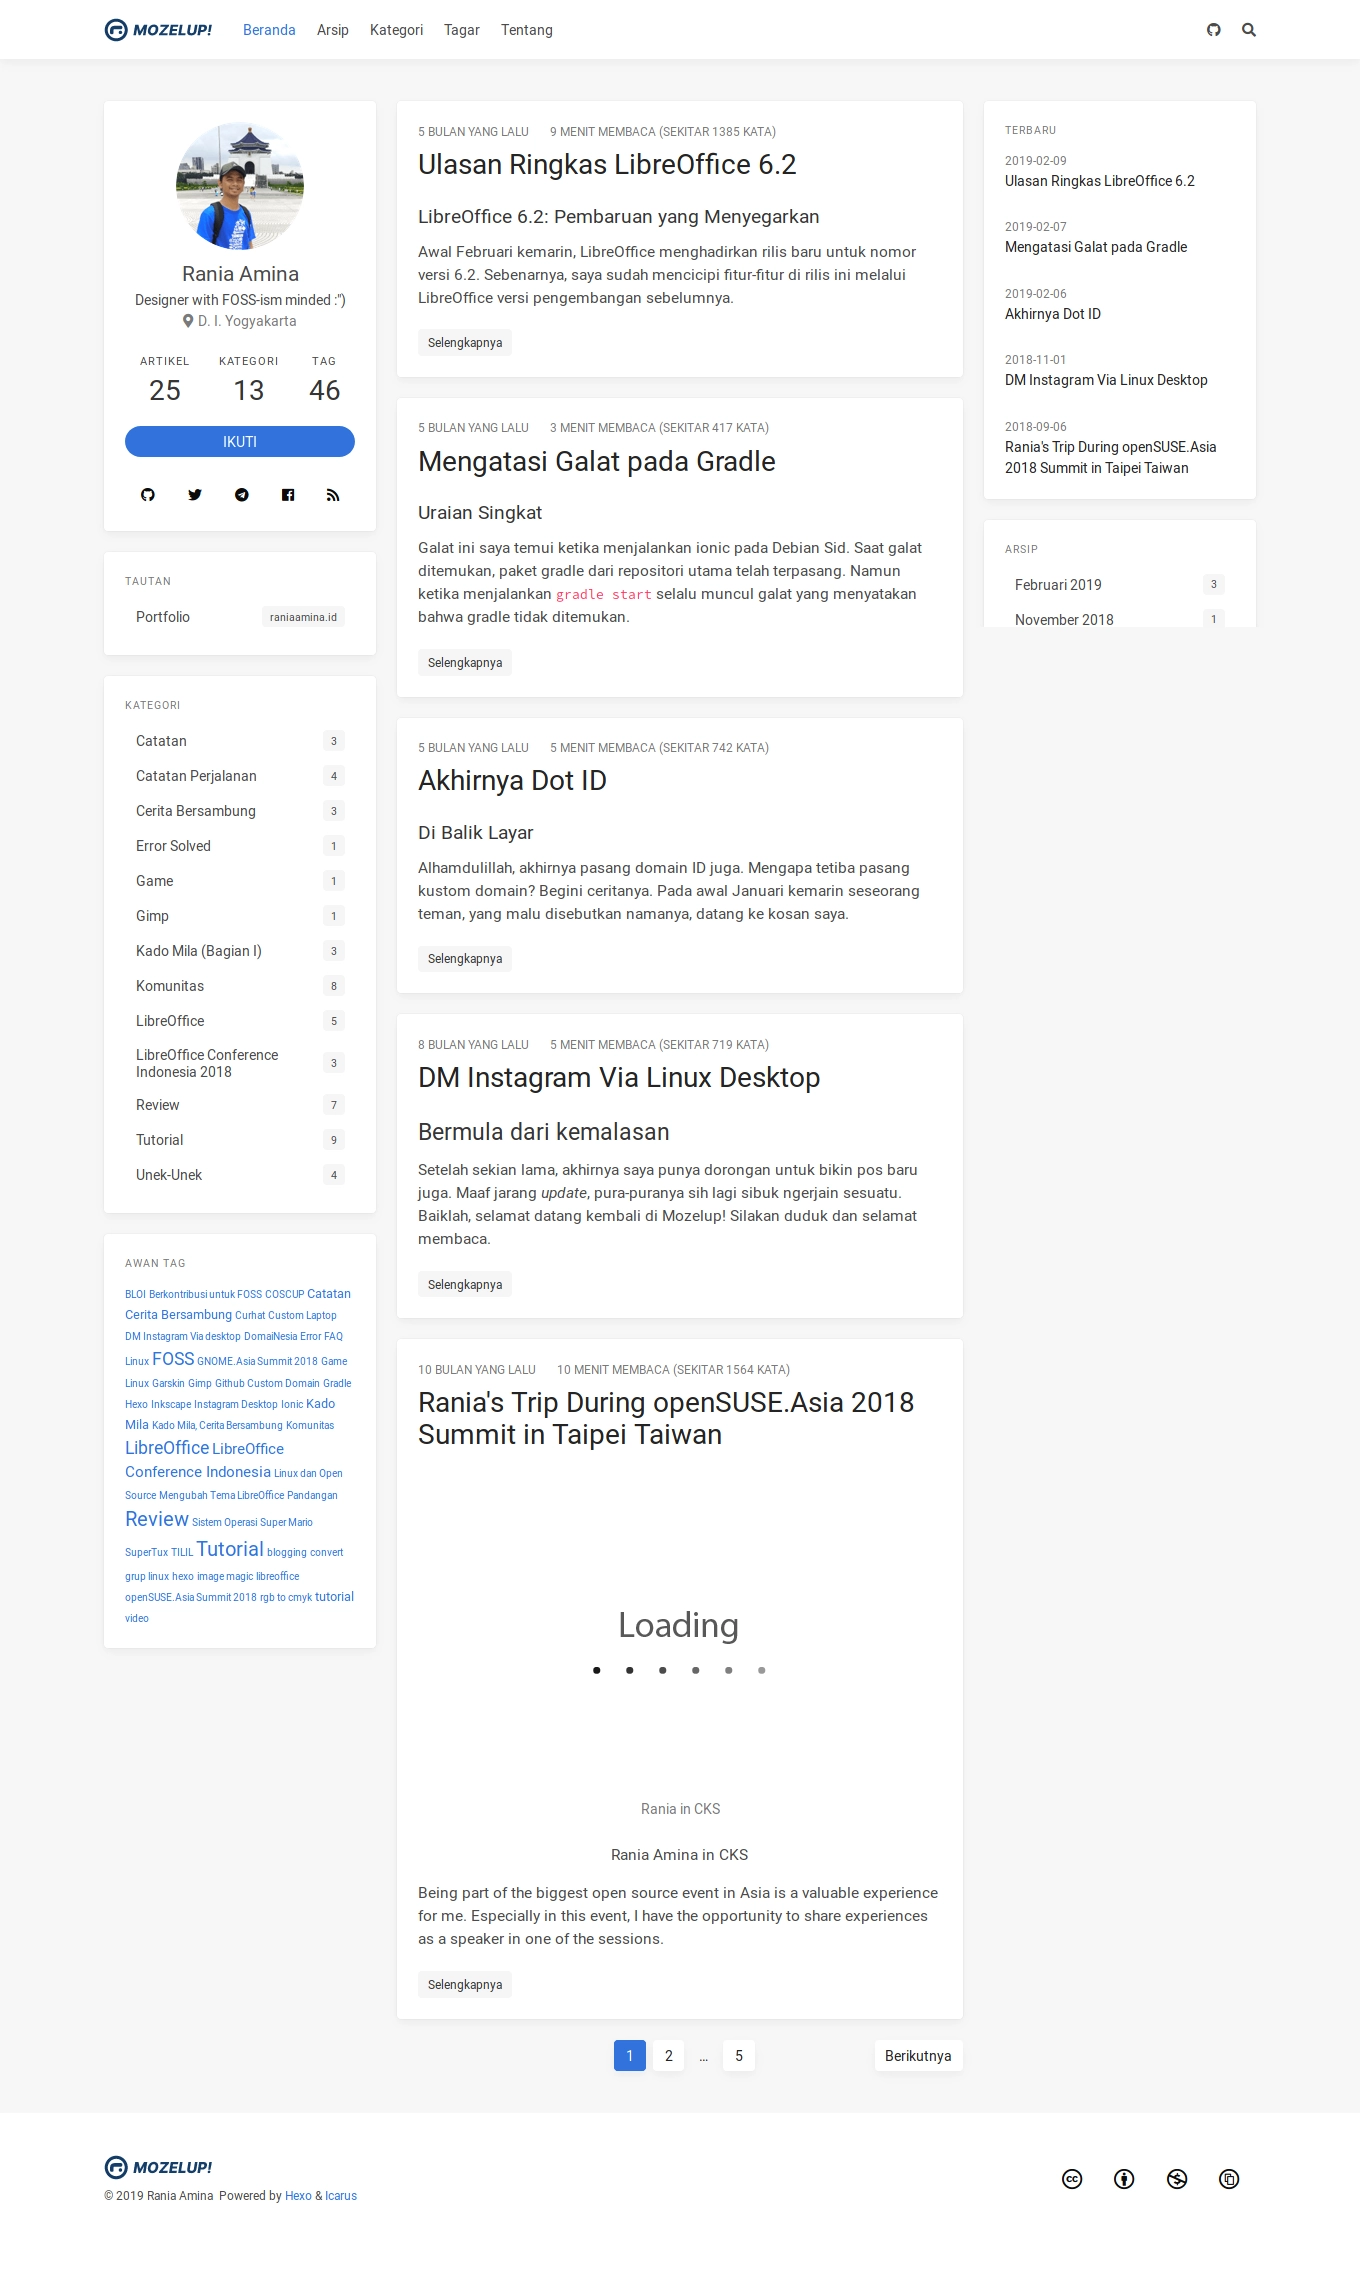 MOZELUP!
Beranda
Arsip
Kategori
Tagar
Tentang
Rania Amina
Designer with FOSS-ism minded :")
D. I. Yogyakarta
ARTIKEL
25
KATEGORI
13
TAG
46
IKUTI
TAUTAN
Portfolio
raniaamina.id
KATEGORI
Catatan 3
Catatan Perjalanan 4
Cerita Bersambung 3
Error Solved 1
Game 1
Gimp 1
Kado Mila (Bagian I) 3
Komunitas 8
LibreOffice 5
LibreOffice Conference
Indonesia 2018 3
Review 7
Tutorial 9
Unek-Unek 4
AWAN TAG
BLOI Berkontribusi untuk FOSS COSCUP Catatan
Cerita Bersambung Curhat Custom Laptop
DM Instagram Via desktop DomaiNesia Error FAQ
Linux FOSS GNOME.Asia Summit 2018 Game
Linux Garskin Gimp Github Custom Domain Gradle
Hexo Inkscape Instagram Desktop Ionic Kado
Mila Kado Mila, Cerita Bersambung Komunitas
LibreOffice LibreOffice
Conference Indonesia Linux dan Open
Source Mengubah Tema LibreOffice Pandangan
Review Sistem Operasi Super Mario
SuperTux TILIL Tutorial blogging convert
grup linux hexo image magic libreoffice
openSUSE.Asia Summit 2018 rgb to cmyk tutorial
video
5 BULAN YANG LALU 9 MENIT MEMBACA (SEKITAR 1385 KATA)
Ulasan Ringkas LibreOffice 6.2
LibreOffice 6.2: Pembaruan yang Menyegarkan
Awal Februari kemarin, LibreOffice menghadirkan rilis baru untuk nomor
versi 6.2. Sebenarnya, saya sudah mencicipi fitur-fitur di rilis ini melalui
LibreOffice versi pengembangan sebelumnya.
Selengkapnya
5 BULAN YANG LALU 3 MENIT MEMBACA (SEKITAR 417 KATA)
Mengatasi Galat pada Gradle
Uraian Singkat
Galat ini saya temui ketika menjalankan ionic pada Debian Sid. Saat galat
ditemukan, paket gradle dari repositori utama telah terpasang. Namun
ketika menjalankan gradle start selalu muncul galat yang menyatakan
bahwa gradle tidak ditemukan.
Selengkapnya
5 BULAN YANG LALU 5 MENIT MEMBACA (SEKITAR 742 KATA)
Akhirnya Dot ID
Di Balik Layar
Alhamdulillah, akhirnya pasang domain ID juga. Mengapa tetiba pasang
kustom domain? Begini ceritanya. Pada awal Januari kemarin seseorang
teman, yang malu disebutkan namanya, datang ke kosan saya.
Selengkapnya
8 BULAN YANG LALU 5 MENIT MEMBACA (SEKITAR 719 KATA)
DM Instagram Via Linux Desktop
Bermula dari kemalasan
Setelah sekian lama, akhirnya saya punya dorongan untuk bikin pos baru
juga. Maaf jarang update, pura-puranya sih lagi sibuk ngerjain sesuatu.
Baiklah, selamat datang kembali di Mozelup! Silakan duduk dan selamat
membaca.
Selengkapnya
10 BULAN YANG LALU 10 MENIT MEMBACA (SEKITAR 1564 KATA)
Rania's Trip During openSUSE.Asia 2018
Summit in Taipei Taiwan
Loading
Rania in CKS
Rania Amina in CKS
Being part of the biggest open source event in Asia is a valuable experience
for me. Especially in this event, I have the opportunity to share experiences
as a speaker in one of the sessions.
Selengkapnya
1 2 … 5
Berikutnya
TERBARU
2019-02-09
Ulasan Ringkas LibreOffice 6.2
2019-02-07
Mengatasi Galat pada Gradle
2019-02-06
Akhirnya Dot ID
2018-11-01
DM Instagram Via Linux Desktop
2018-09-06
Rania's Trip During openSUSE.Asia
2018 Summit in Taipei Taiwan
ARSIP
Februari 2019 3
November 2018 1
MOZELUP!
© 2019 Rania Amina Powered by Hexo & Icarus